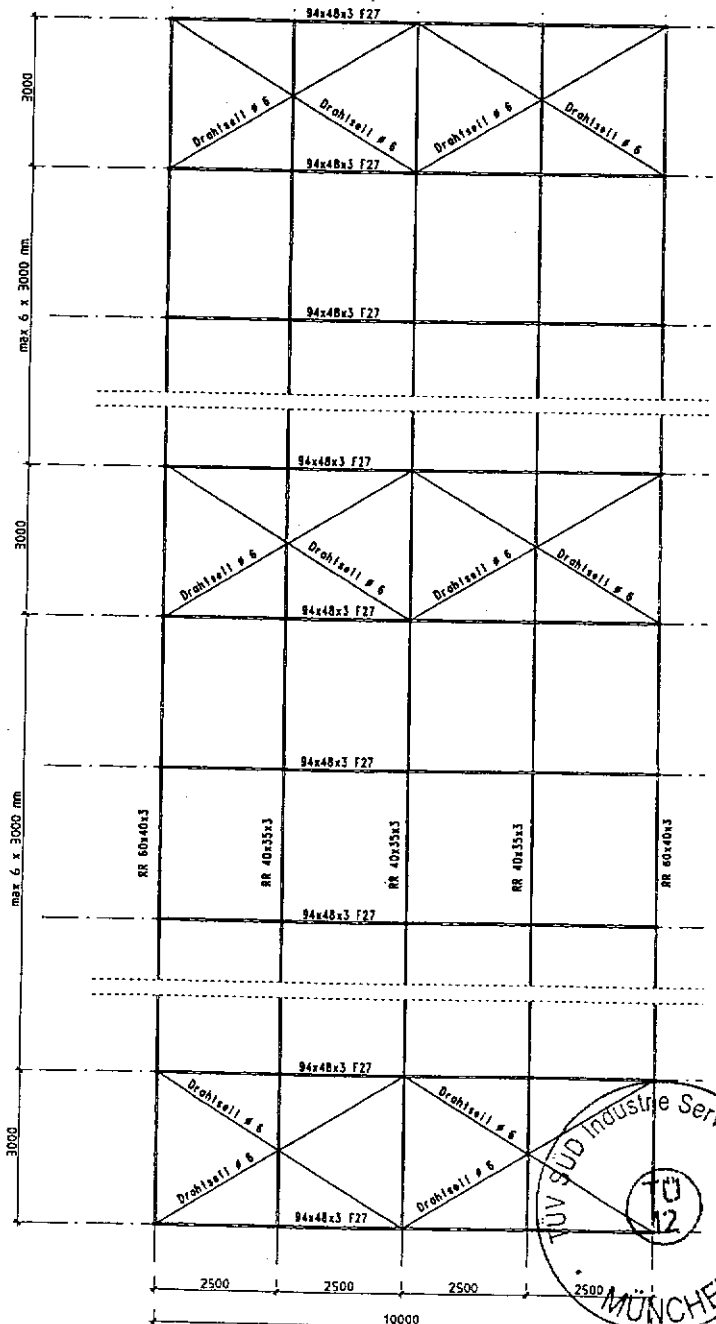 94x48x3 F27
3000
Drahtseil ø 6
Drahtseil ø 6
Drahtseil ø 6
Drahtseil ø 6
94x48x3 F27
max 6 x 3000 mm
94x48x3 F27
94x48x3 F27
3000
Drahtseil ø 6
Drahtseil ø 6
Drahtseil ø 6
Drahtseil ø 6
94x48x3 F27
94x48x3 F27
max 6 x 3000 mm
RR 60x40x3
RR 40x35x3
RR 40x35x3
RR 40x35x3
RR 60x40x3
94x48x3 F27
94x48x3 F27
3000
Drahtseil ø 6
Drahtseil ø 6
Drahtseil ø 6
Drahtseil ø 6
94x48x3 F27
TÜV SÜD Industrie Serv
TÜ
12
MÜNCHE
2500
2500
2500
2500
10000